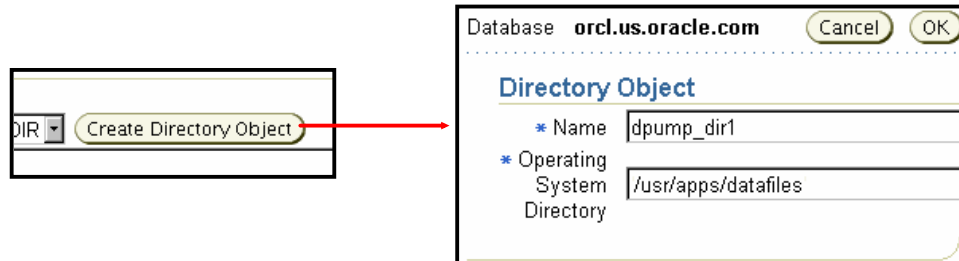 DIR Create Directory Object
Database orcl.us.oracle.com Cancel OK
Directory Object
* Name dpump_dir1
* Operating
System /usr/apps/datafiles
Directory